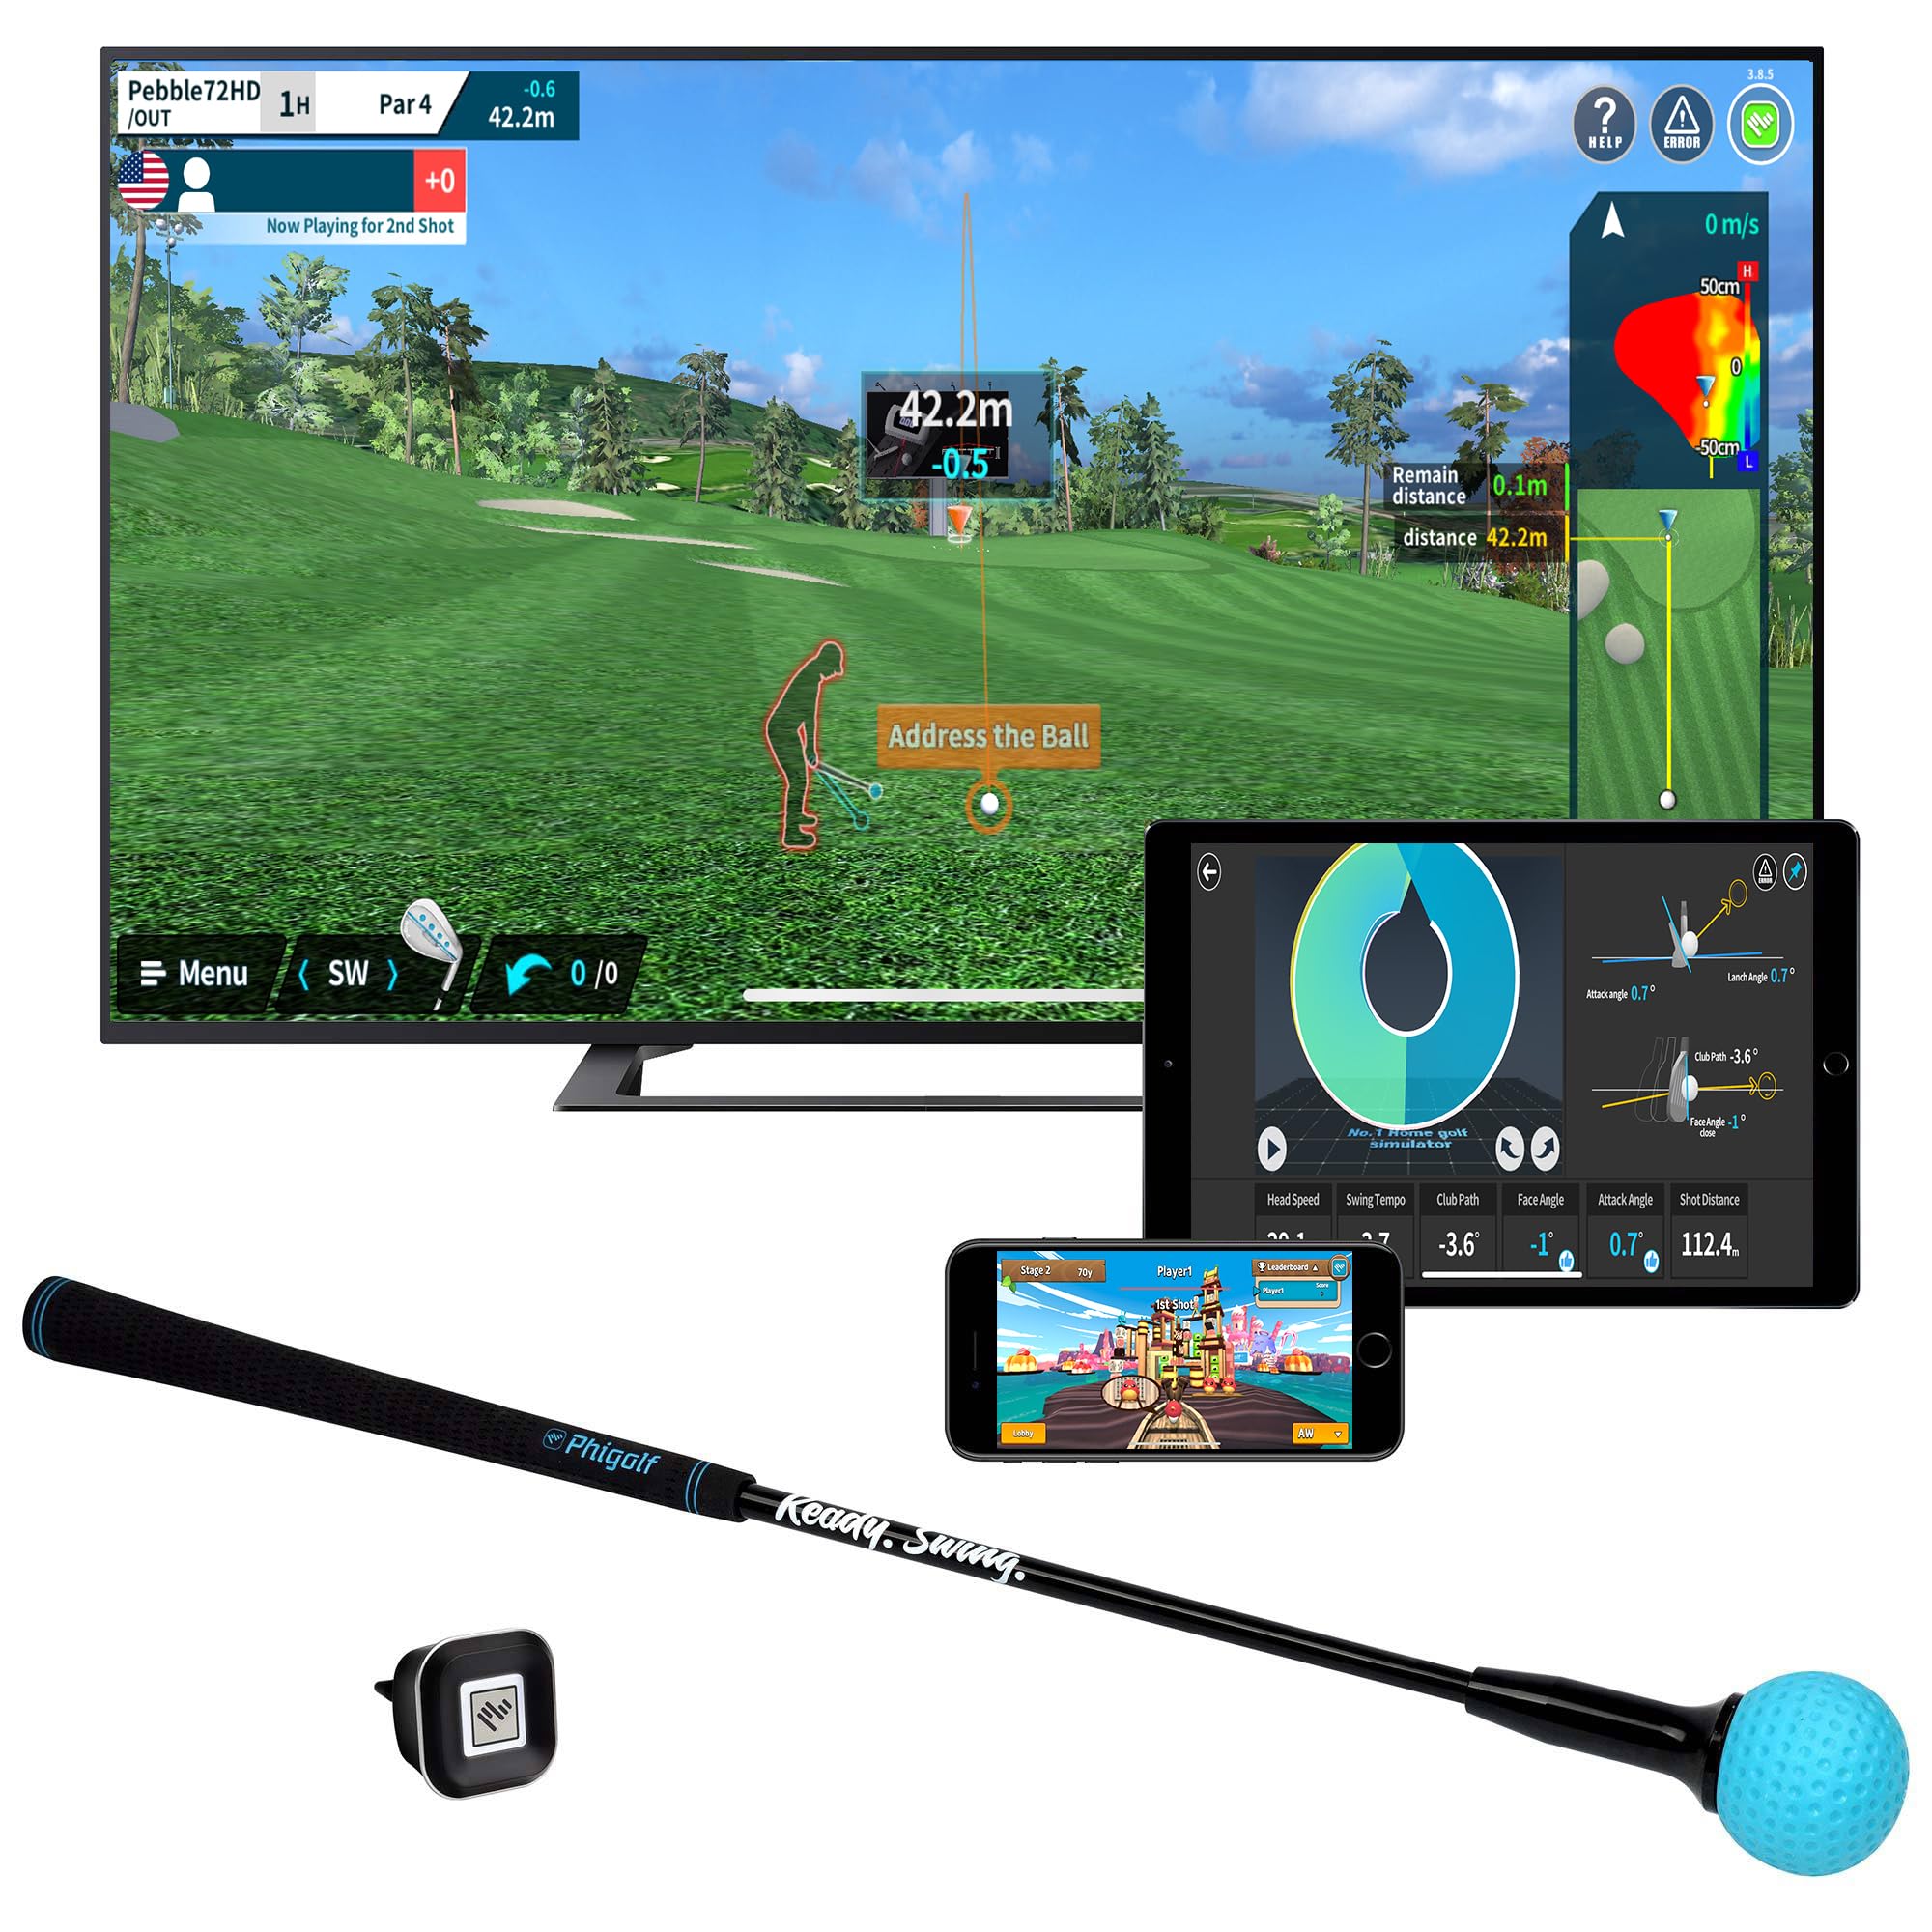 Pebble72HD
/OUT
1H
Par 4
-0.6
42.2m
+0
Now Playing for 2nd Shot
3.8.5
HELP
ERROR
0 m/s
H
50cm
0
-50cm
L
42.2m
-0.5
Remain
distance
0.1m
distance 42.2m
Address the Ball
Menu
SW
0 /0
ERROR
Lanch Angle 0.7°
Attack angle 0.7°
Club Path -3.6°
Face Angle -1°
close
No.1 Home golf
simulator
Head Speed
Swing Tempo
Club Path
Face Angle
Attack Angle
Shot Distance
-3.6°
-1°
0.7°
112.4m
Stage 2
70y
Player1
Leaderboard
Score
Player1
0
1st Shot
Lobby
AW
Phigolf
Ready. Swing.